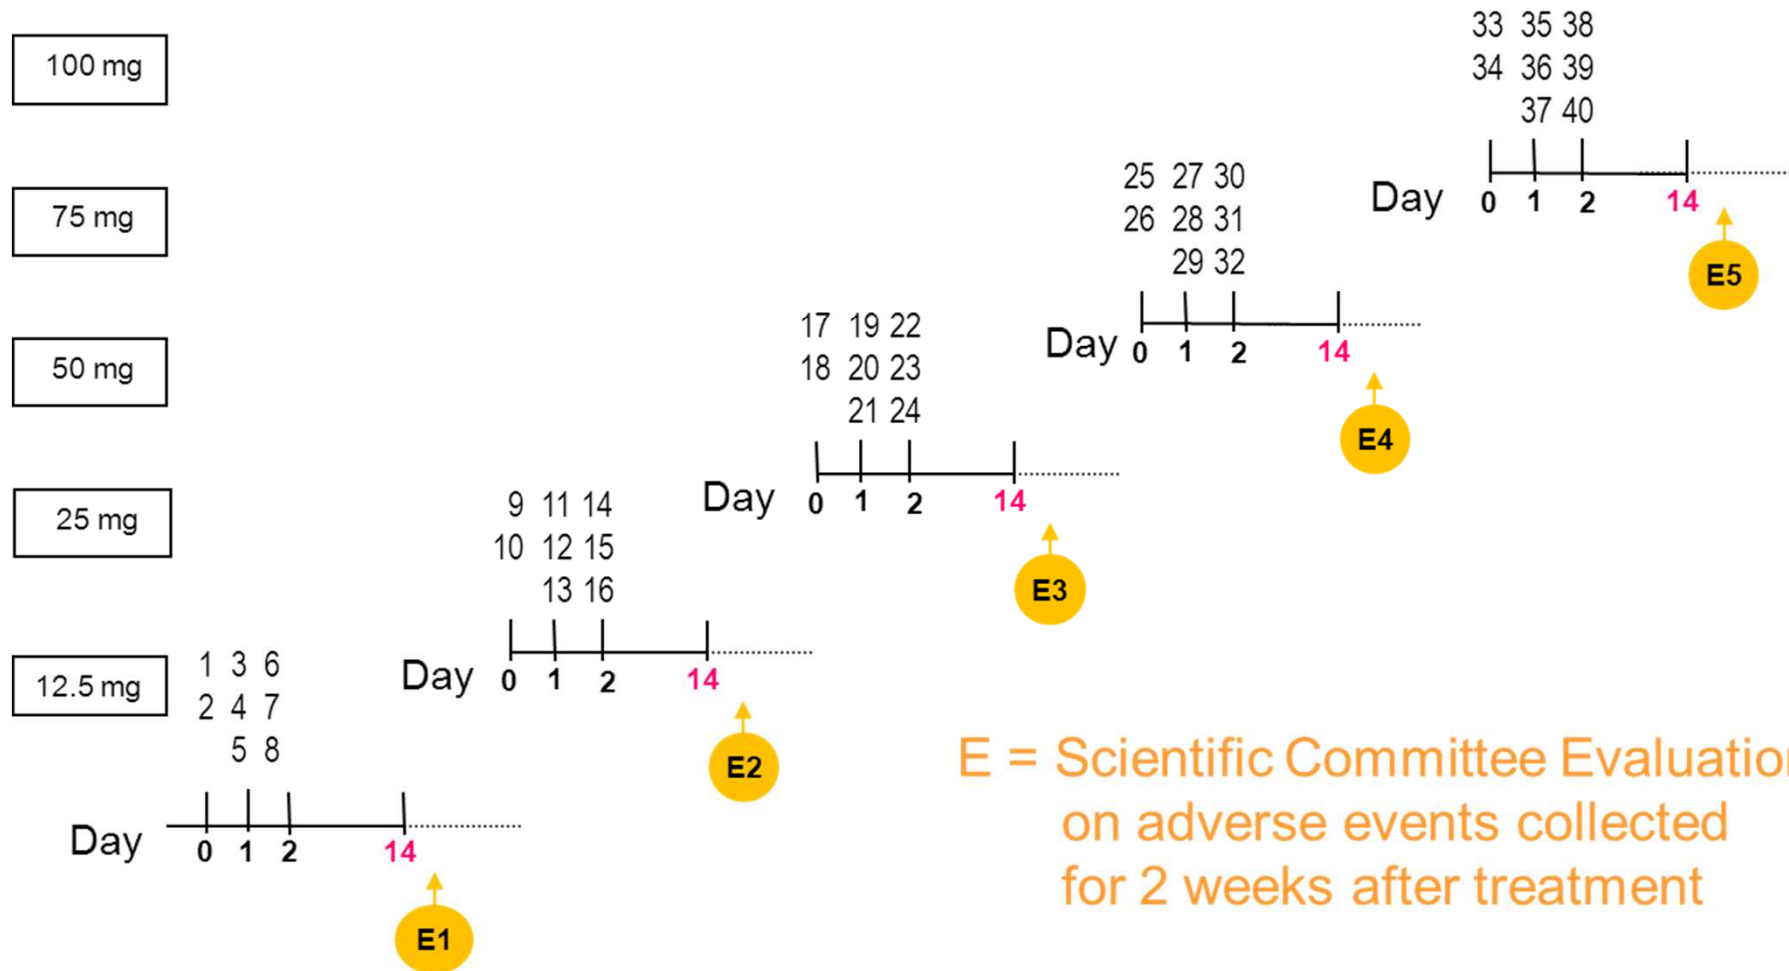 100 mg
33 35 38
34 36 39
37 40
Day 0 1 2 14
E5
75 mg
25 27 30
26 28 31
29 32
Day 0 1 2 14
E4
50 mg
17 19 22
18 20 23
21 24
Day 0 1 2 14
E3
25 mg
9 11 14
10 12 15
13 16
Day 0 1 2 14
E2
12.5 mg
1 3 6
2 4 7
5 8
Day 0 1 2 14
E1
E = Scientific Committee Evaluation
on adverse events collected
for 2 weeks after treatment